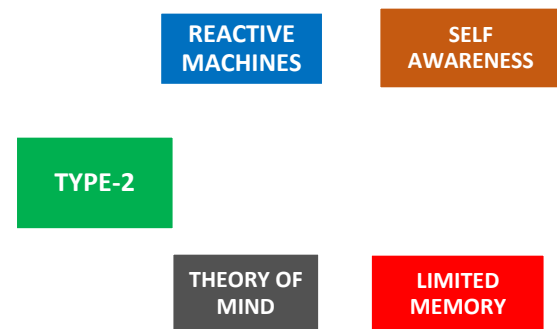 REACTIVE
MACHINES
SELF
AWARENESS
TYPE-2
THEORY OF
MIND
LIMITED
MEMORY